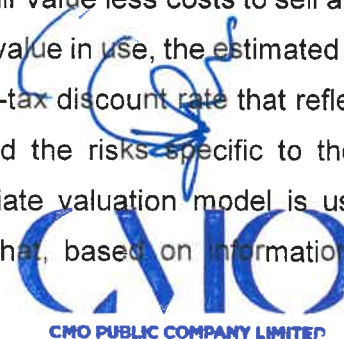 value less costs to sell a
value in use, the estimated
-tax discount rate that refle
d the risks specific to the
iate valuation model is us
hat, based on informatio
CMO
CMO PUBLIC COMPANY LIMITED